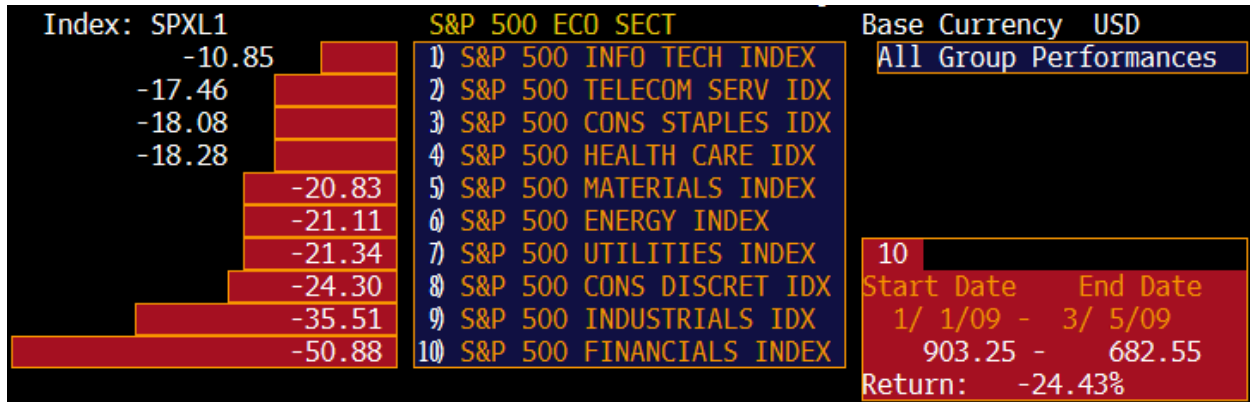 Index: SPXL1 S&P 500 ECO SECT Base Currency USD
-10.85 1) S&P 500 INFO TECH INDEX All Group Performances
-17.46 2) S&P 500 TELECOM SERV IDX
-18.08 3) S&P 500 CONS STAPLES IDX
-18.28 4) S&P 500 HEALTH CARE IDX
-20.83 5) S&P 500 MATERIALS INDEX
-21.11 6) S&P 500 ENERGY INDEX
-21.34 7) S&P 500 UTILITIES INDEX 10
-24.30 8) S&P 500 CONS DISCRET IDX Start Date End Date
-35.51 9) S&P 500 INDUSTRIALS IDX 1/ 1/09 - 3/ 5/09
-50.88 10) S&P 500 FINANCIALS INDEX 903.25 - 682.55
Return: -24.43%